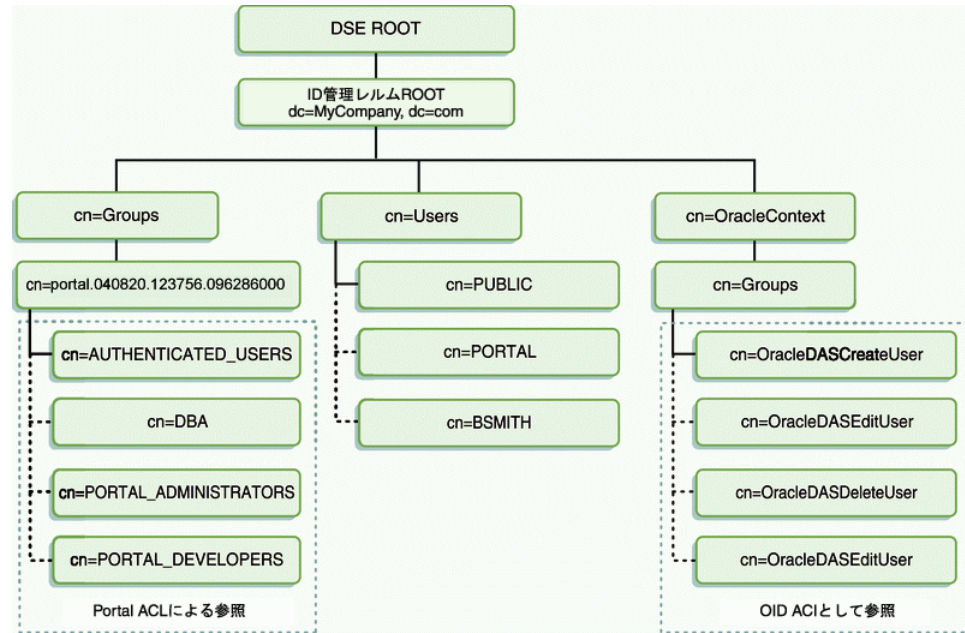 DSE ROOT
ID管理レルムROOT
dc=MyCompany, dc=com
cn=Groups
cn=portal.040820.123756.096286000
cn=AUTHENTICATED_USERS
cn=DBA
cn=PORTAL_ADMINISTRATORS
cn=PORTAL_DEVELOPERS
Portal ACLによる参照
cn=Users
cn=PUBLIC
cn=PORTAL
cn=BSMITH
cn=OracleContext
cn=Groups
cn=OracleDASCreateUser
cn=OracleDASEditUser
cn=OracleDASDeleteUser
cn=OracleDASEditUser
OID ACIとして参照